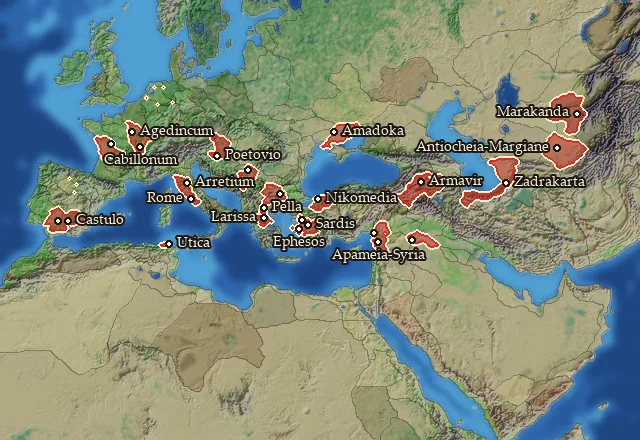 Marakanda
Agedincum
Amadoka
Antiocheia-Margiane
Cabillonum
Poetovio
Arretium
Armavir
Zadrakarta
Rome
Nikomedia
Pella
Larissa
Castulo
Sardis
Ephesos
Utica
Apameia-Syria